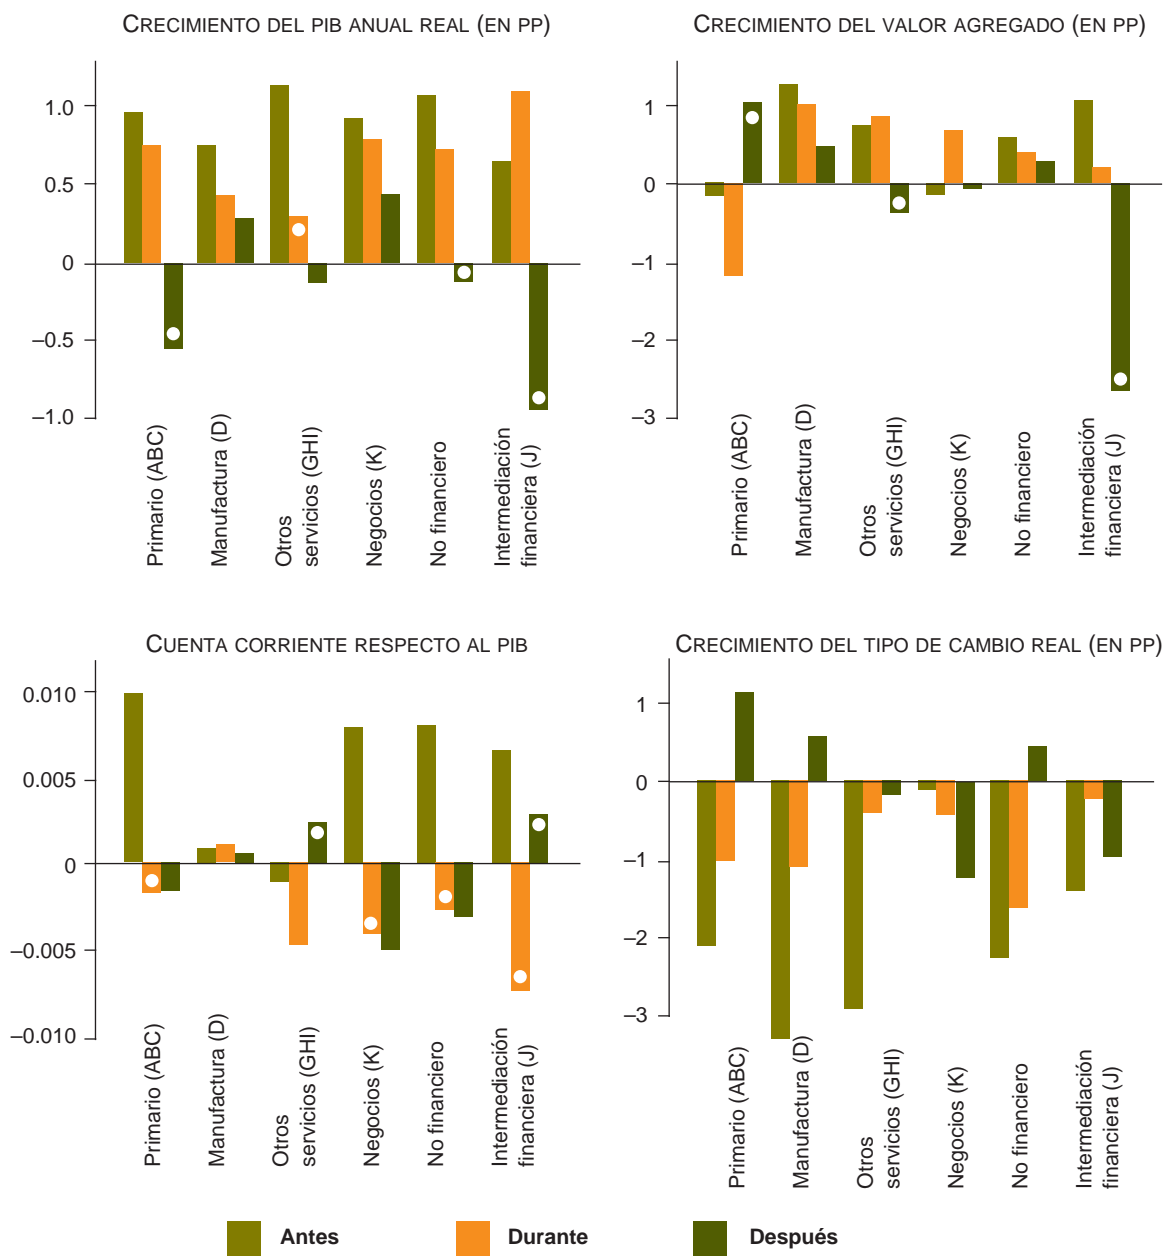 CRECIMIENTO DEL PIB ANUAL REAL (EN PP)
1.0
0.5
0
–0.5
–1.0
Primario (ABC)
Manufactura (D)
Otros
servicios (GHI)
Negocios (K)
No financiero
Intermediación
financiera (J)
CRECIMIENTO DEL VALOR AGREGADO (EN PP)
1
0
–1
–2
–3
Primario (ABC)
Manufactura (D)
Otros
servicios (GHI)
Negocios (K)
No financiero
Intermediación
financiera (J)
CUENTA CORRIENTE RESPECTO AL PIB
0.010
0.005
0
–0.005
–0.010
Primario (ABC)
Manufactura (D)
Otros
servicios (GHI)
Negocios (K)
No financiero
Intermediación
financiera (J)
CRECIMIENTO DEL TIPO DE CAMBIO REAL (EN PP)
1
0
–1
–2
–3
Primario (ABC)
Manufactura (D)
Otros
servicios (GHI)
Negocios (K)
No financiero
Intermediación
financiera (J)
Antes
Durante
Después